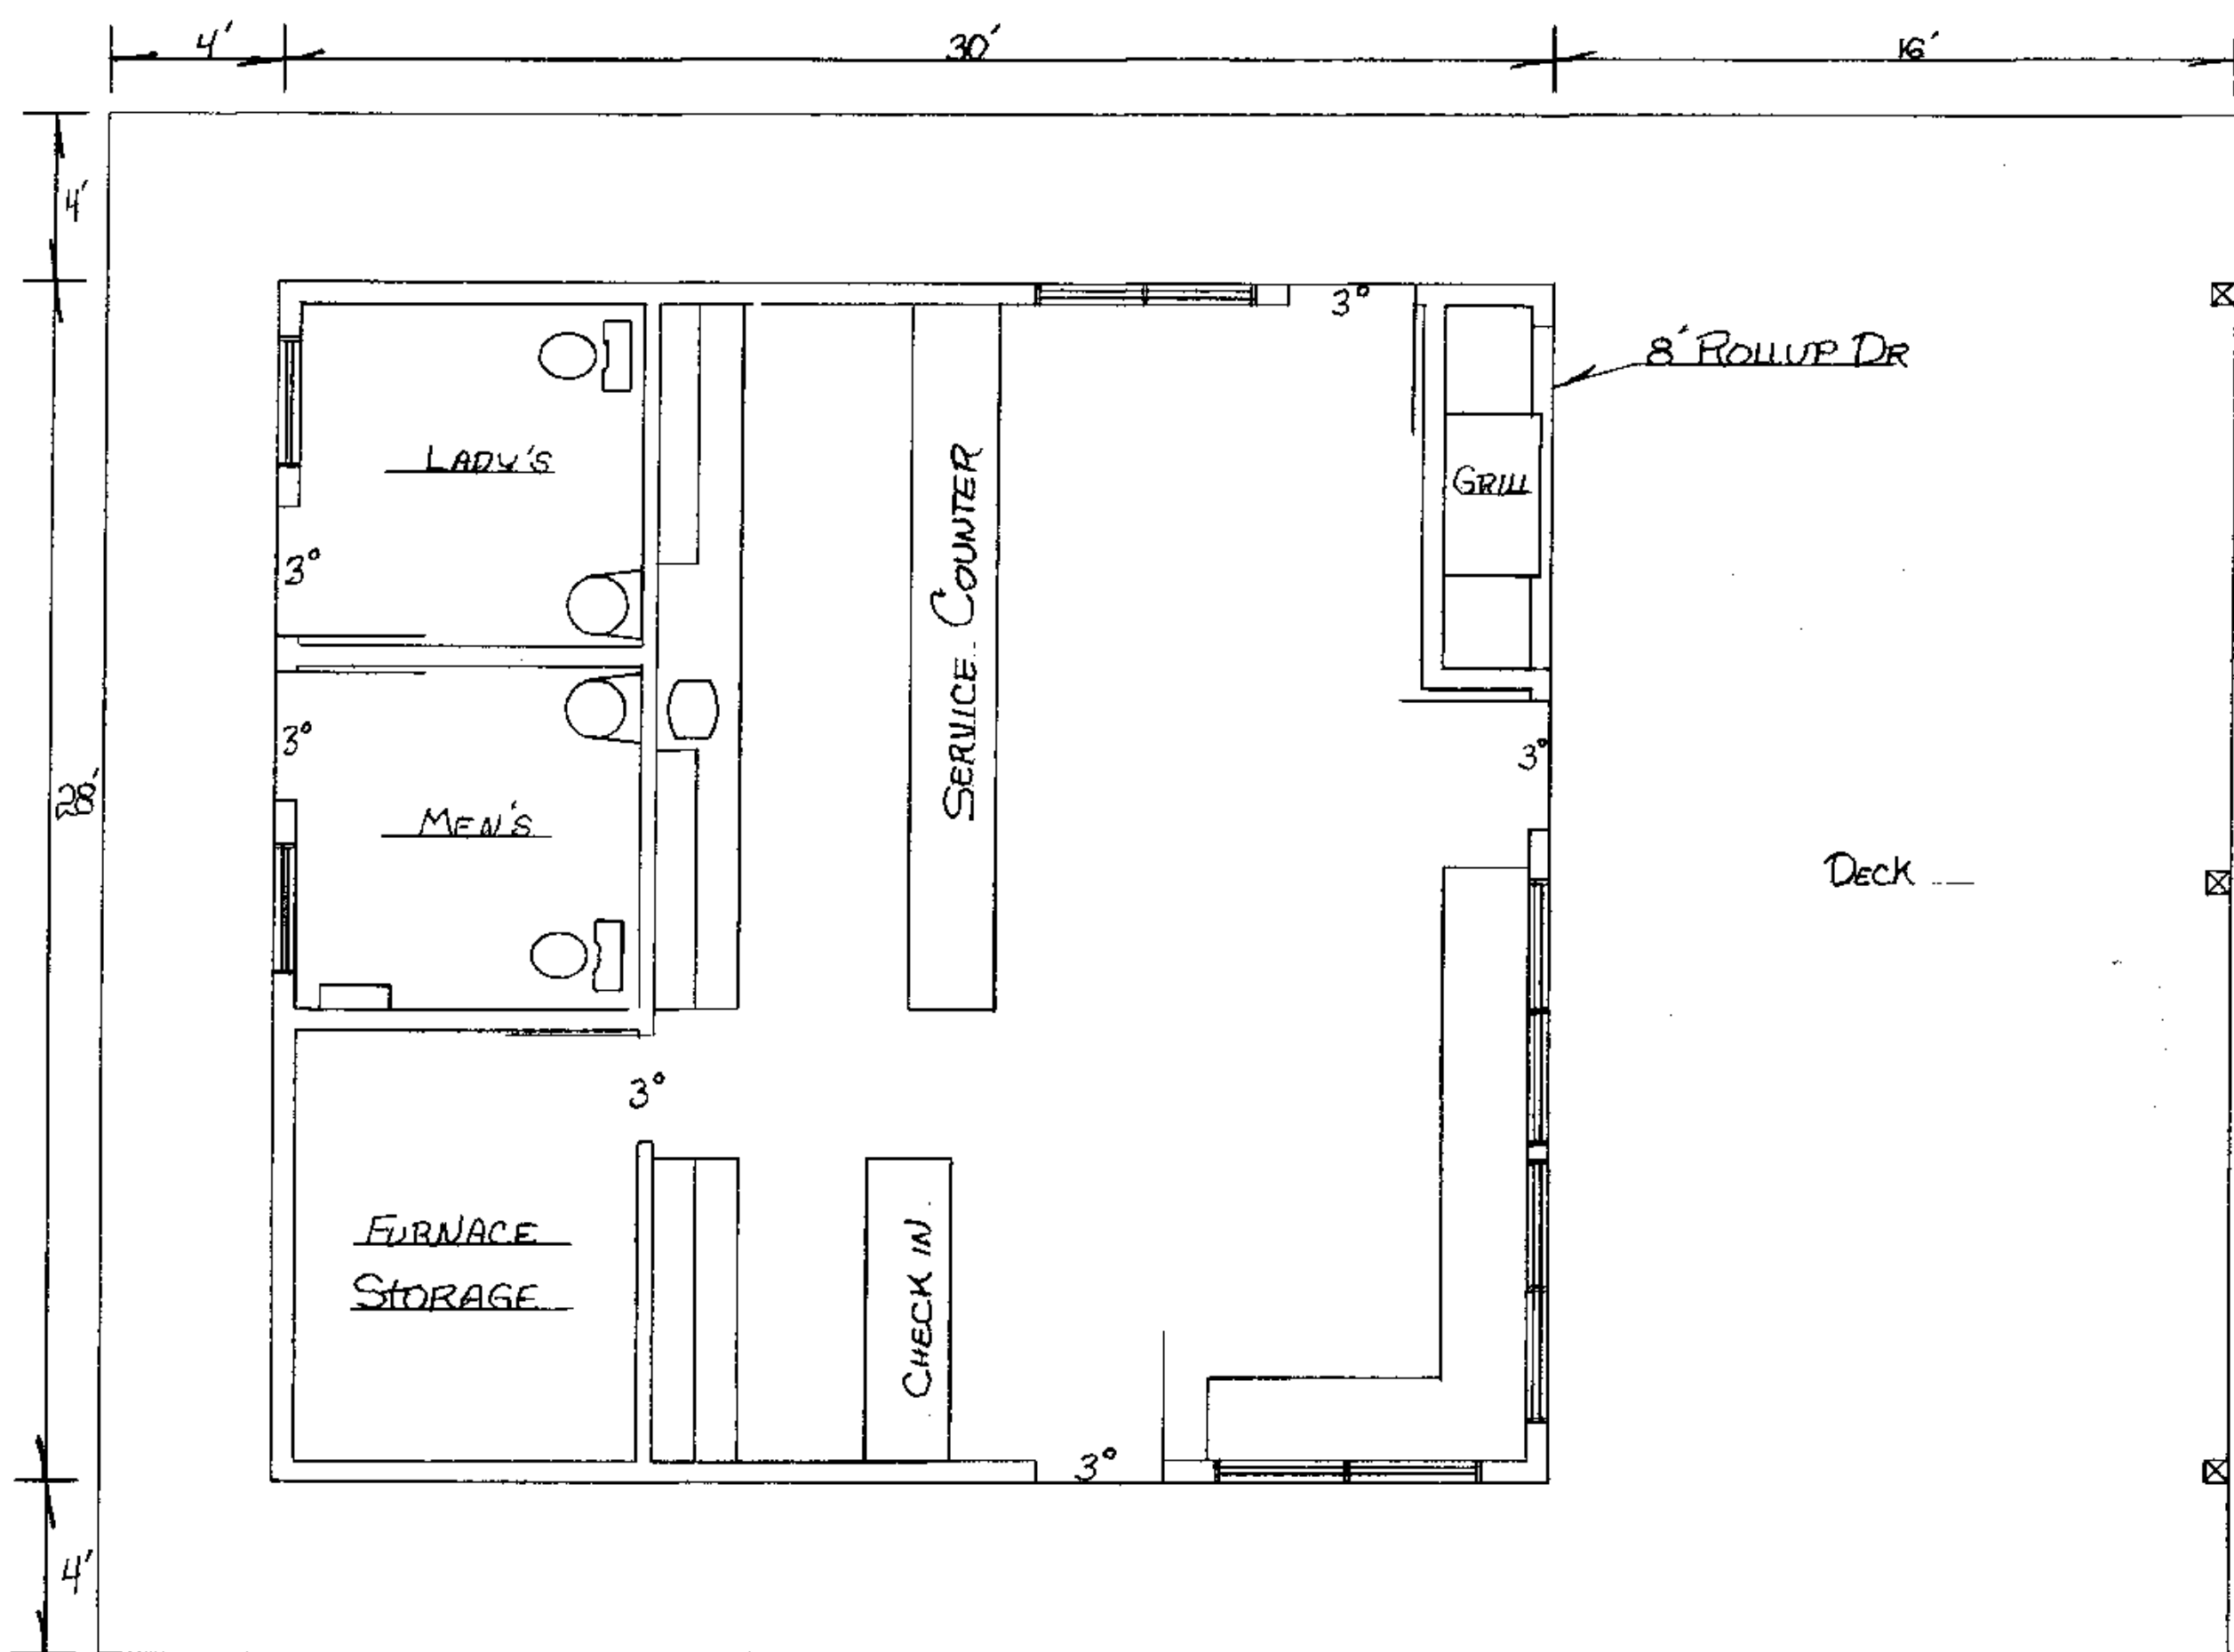 4'
30'
16'
4'
3°
8' ROLLUP DR
LADY'S
GRILL
SERVICE COUNTER
3°
3°
3°
28'
MEN'S
DECK
3°
FURNACE
STORAGE
CHECK IN
3°
4'